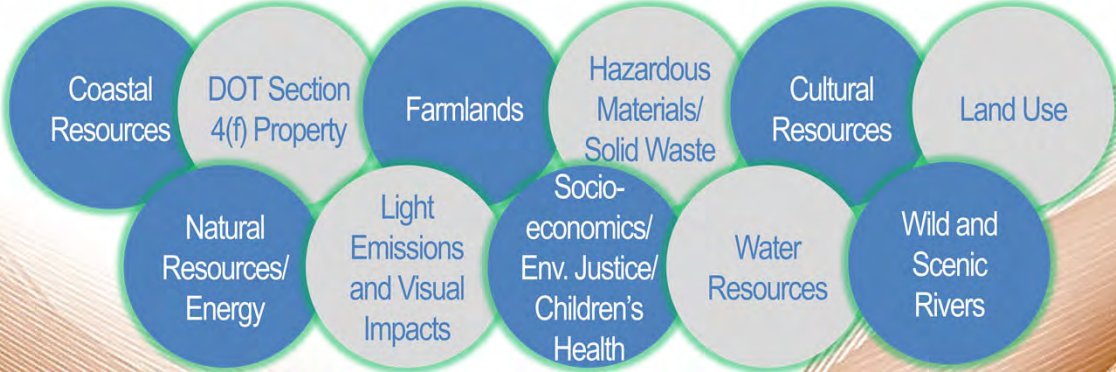 Coastal
Resources
DOT Section
4(f) Property
Farmlands
Hazardous
Materials/
Solid Waste
Cultural
Resources
Land Use
Natural
Resources/
Energy
Light
Emissions
and Visual
Impacts
Socio-
economics/
Env. Justice/
Children's
Health
Water
Resources
Wild and
Scenic
Rivers